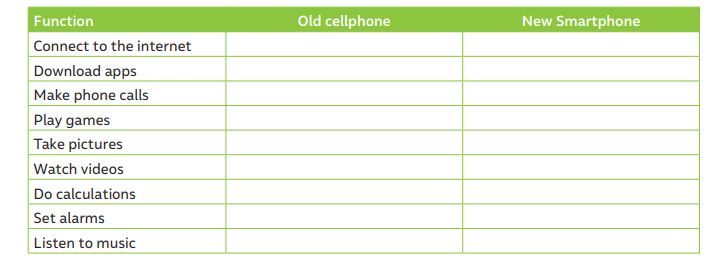 Function Old cellphone New Smartphone
Connect to the internet
Download apps
Make phone calls
Play games
Take pictures
Watch videos
Do calculations
Set alarms
Listen to music